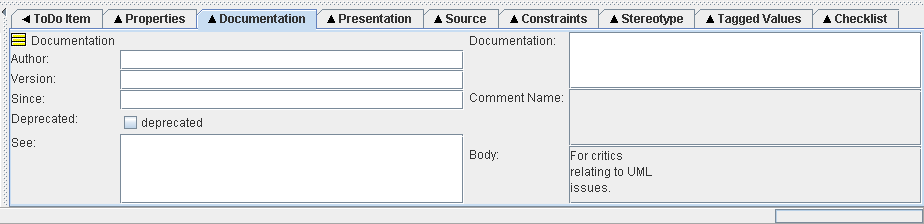 ◄ ToDo Item ▲ Properties ▲ Documentation ▲ Presentation ▲ Source ▲ Constraints ▲ Stereotype ▲ Tagged Values ▲ Checklist
Documentation
Author:
Version:
Since:
Deprecated: deprecated
See:
Documentation:
Comment Name:
Body: For critics
relating to UML
issues.